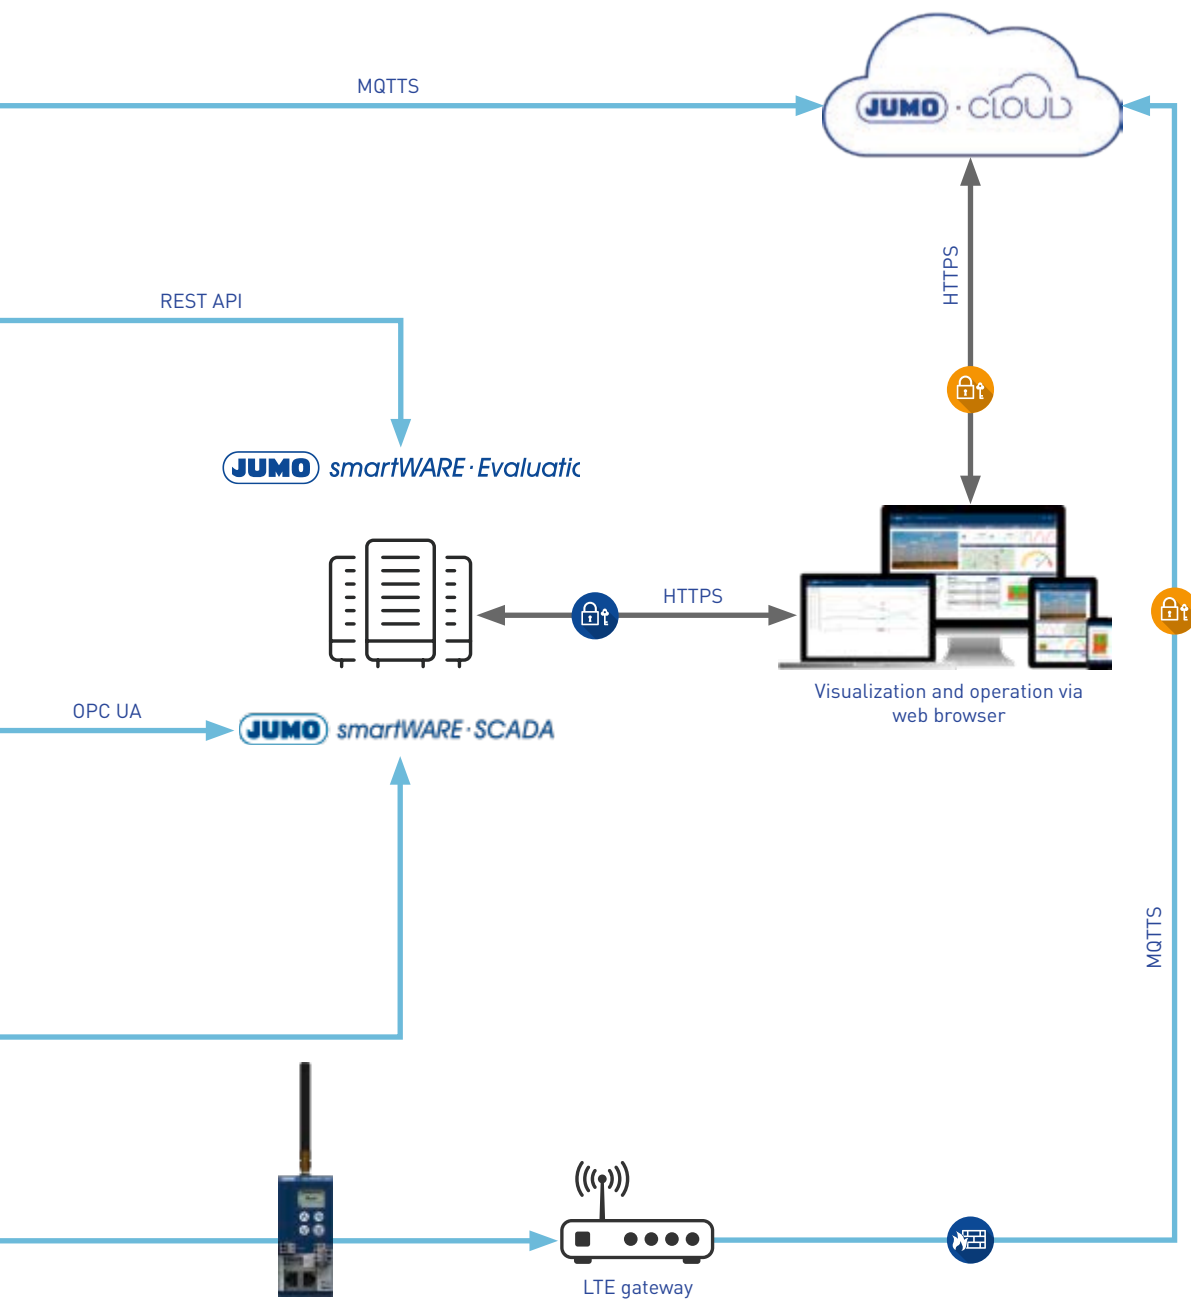 MQTTS
JUMO · CLOUD
HTTPS
REST API
JUMO smartWARE · Evaluatic
HTTPS
Visualization and operation via
web browser
OPC UA
JUMO smartWARE · SCADA
MQTTS
LTE gateway